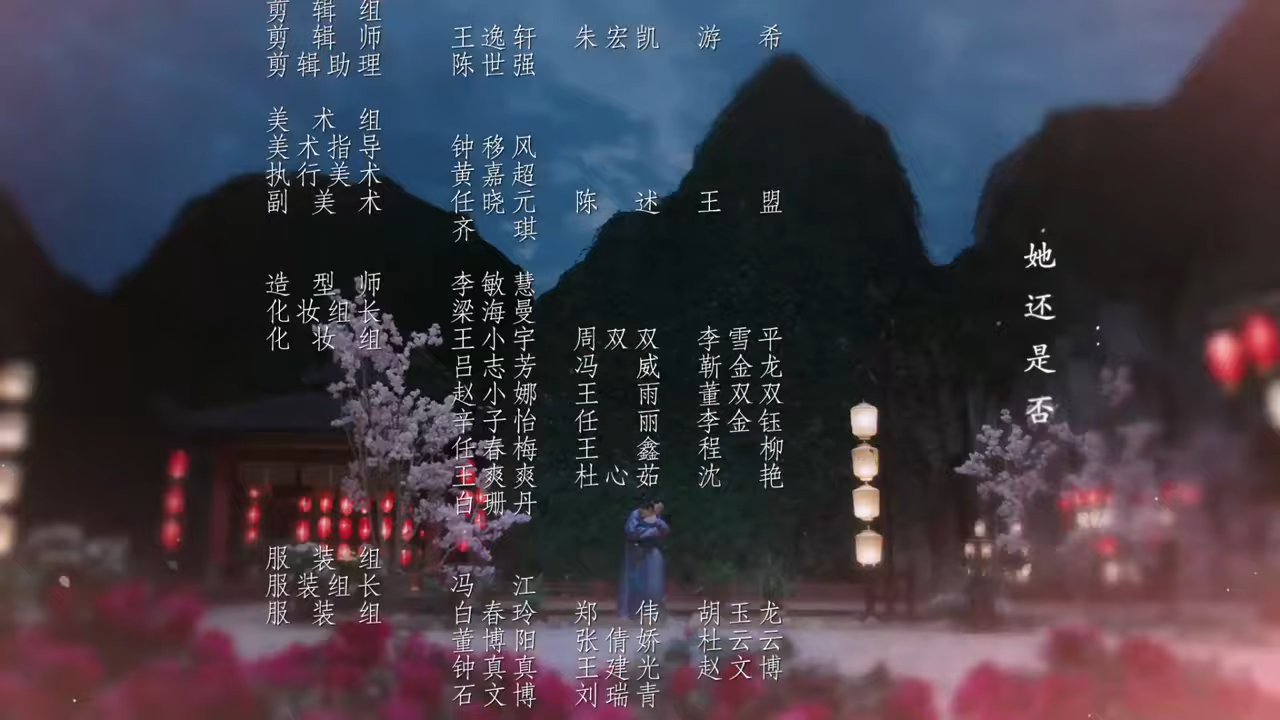 剪辑组
剪辑师 王逸轩 朱宏凯 游希
剪辑助理 陈世强
美术组
美术指导 钟移风
执行美术 黄嘉超
副美术 任晓元 陈述 王盟
齐琪
造型师 李敏慧
化妆组长 梁海曼
化妆组 王小宇 周双双 李雪平
吕志芳 冯威 靳金龙
赵小娜 王雨 董双双
辛子怡 任丽 李金钰
任春梅 王鑫 程柳
王爽爽 杜心茹 沈艳
白珊丹
服装组
服装组长 冯江
服装组 白春玲 郑伟 胡玉龙
董博阳 张倩娇 杜云云
钟真真 王建光 赵文博
石文博 刘瑞青
她还是否